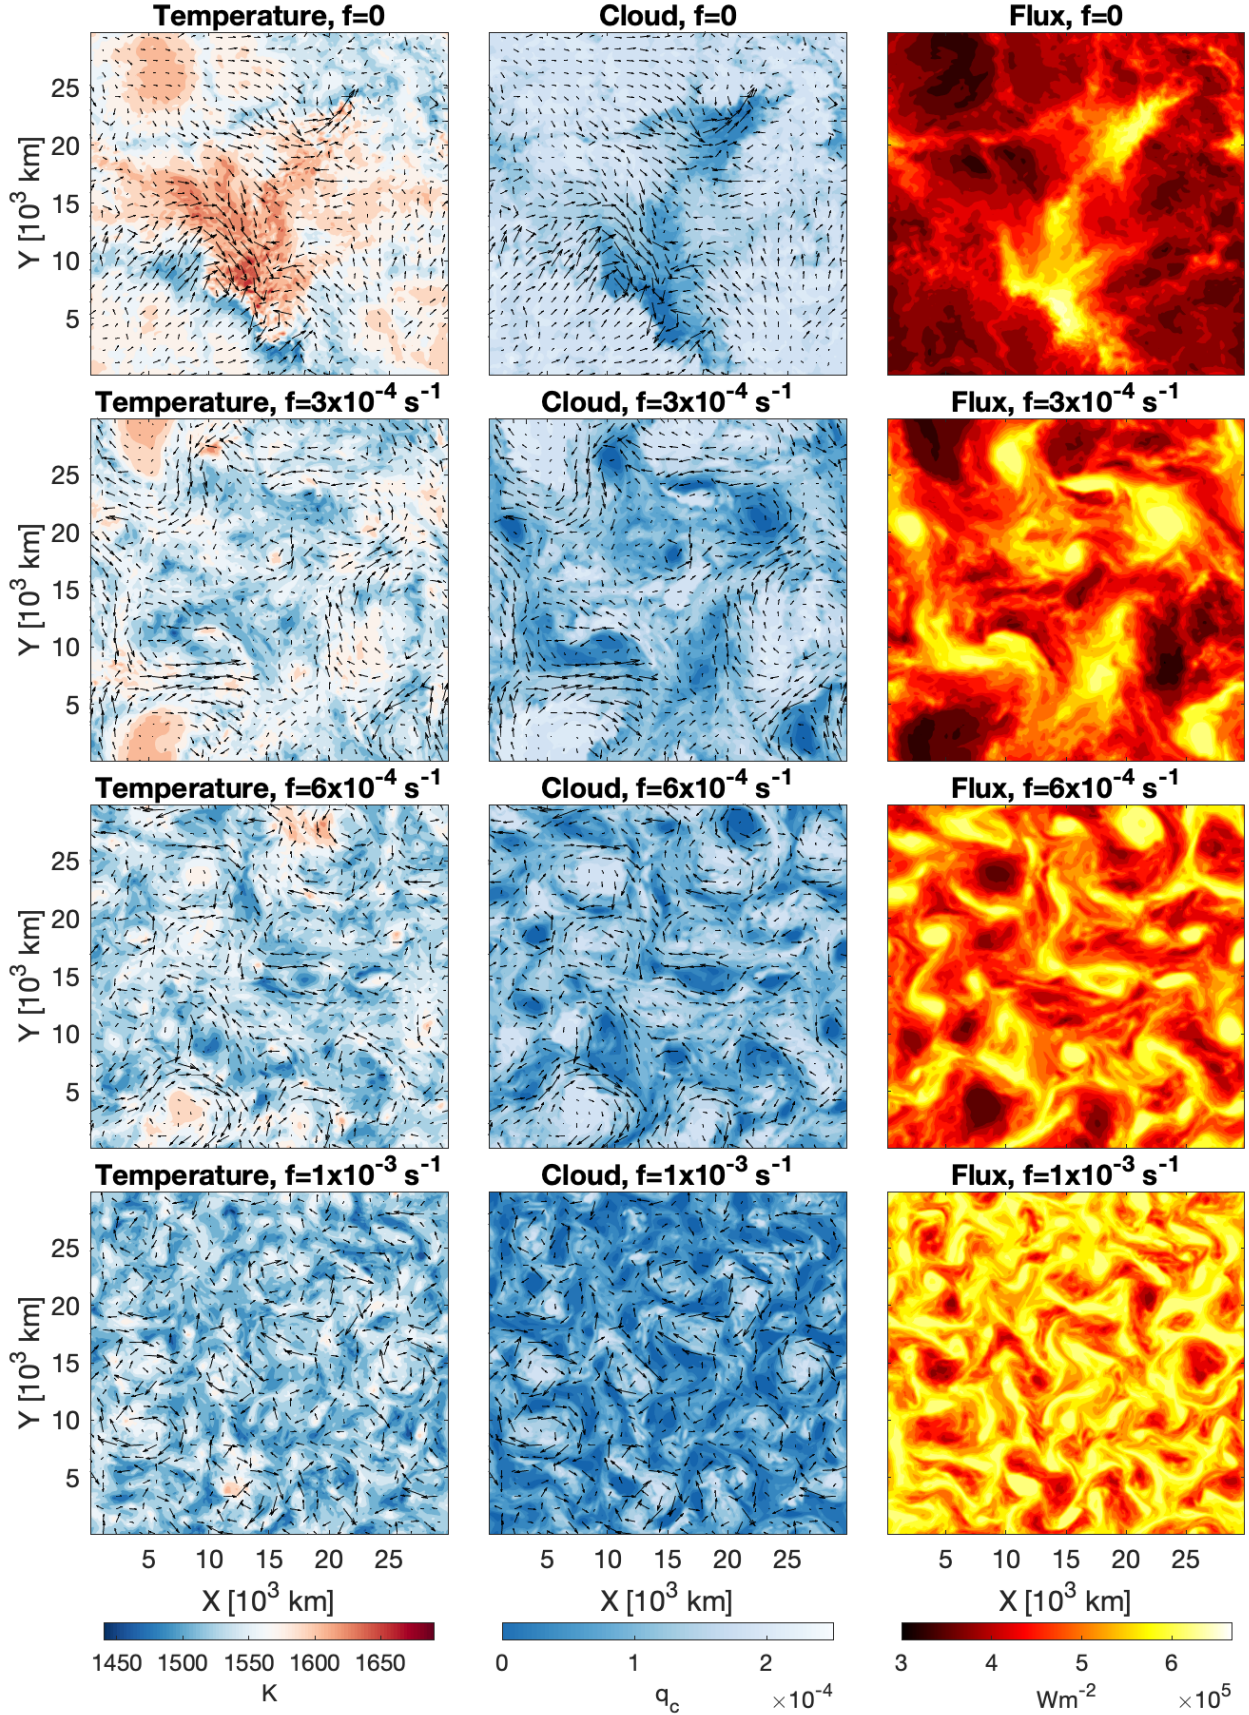 Temperature, f=0 Cloud, f=0 Flux, f=0
Y [10³ km] 25 20 15 10 5
Temperature, f=3x10⁻⁴ s⁻¹ Cloud, f=3x10⁻⁴ s⁻¹ Flux, f=3x10⁻⁴ s⁻¹
Y [10³ km] 25 20 15 10 5
Temperature, f=6x10⁻⁴ s⁻¹ Cloud, f=6x10⁻⁴ s⁻¹ Flux, f=6x10⁻⁴ s⁻¹
Y [10³ km] 25 20 15 10 5
Temperature, f=1x10⁻³ s⁻¹ Cloud, f=1x10⁻³ s⁻¹ Flux, f=1x10⁻³ s⁻¹
Y [10³ km] 25 20 15 10 5
5 10 15 20 25 5 10 15 20 25 5 10 15 20 25
X [10³ km] X [10³ km] X [10³ km]
1450 1500 1550 1600 1650 0 1 2 3 4 5 6
K q_c ×10⁻⁴ Wm⁻² ×10⁵